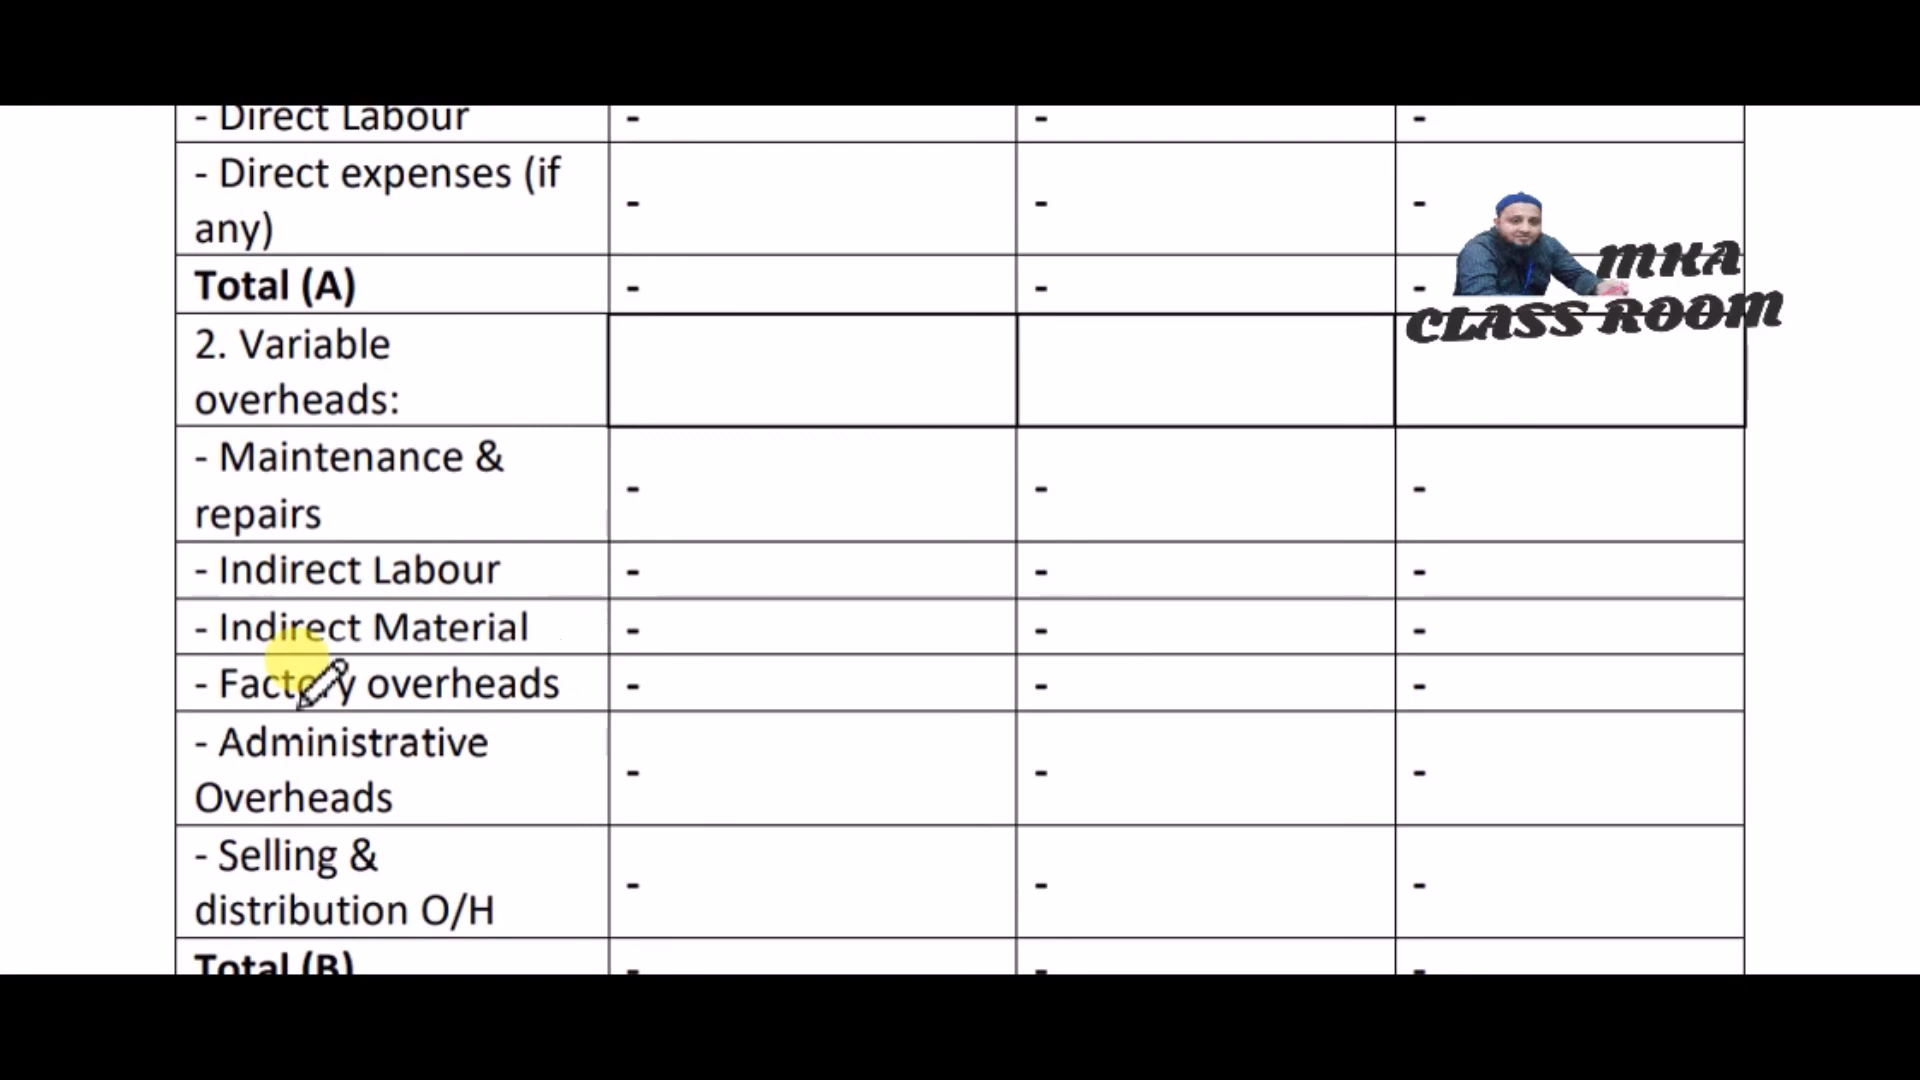 - Direct Labour - - -
- Direct expenses (if
any) - - -
Total (A) - - -
MKA
CLASS ROOM
2. Variable
overheads:
- Maintenance &
repairs - - -
- Indirect Labour - - -
- Indirect Material - - -
- Factory overheads - - -
- Administrative
Overheads - - -
- Selling &
distribution O/H - - -
Total (B) - - -